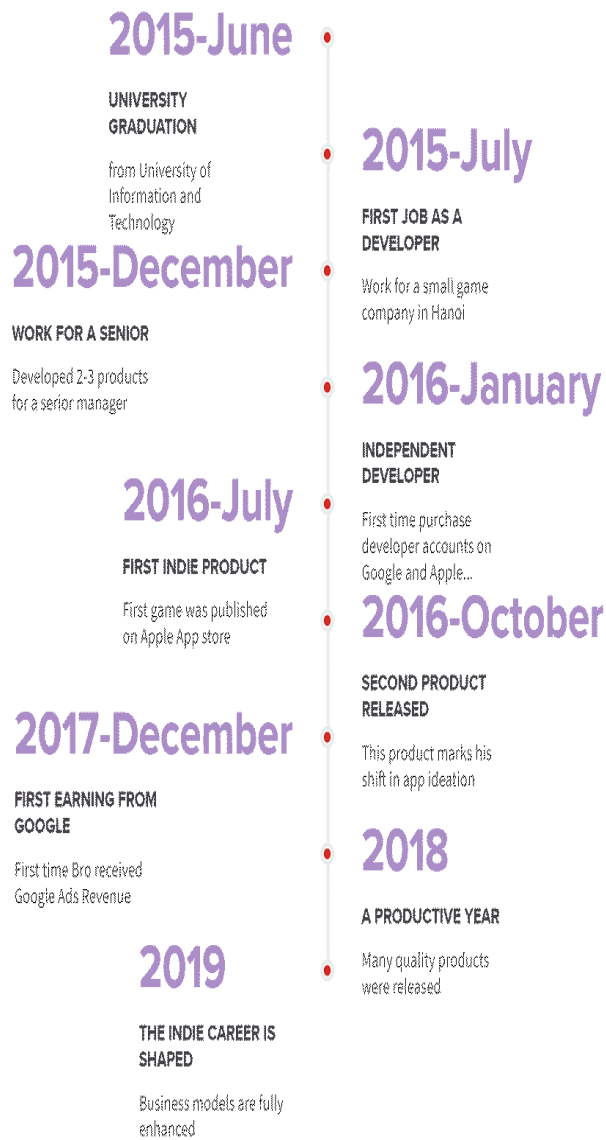 2015-June
UNIVERSITY
GRADUATION
from University of
Information and
Technology
2015-July
FIRST JOB AS A
DEVELOPER
Work for a small game
company in Hanoi
2015-December
WORK FOR A SENIOR
Developed 2-3 products
for a serior manager
2016-January
INDEPENDENT
DEVELOPER
First time purchase
developer accounts on
Google and Apple...
2016-July
FIRST INDIE PRODUCT
First game was published
on Apple App store
2016-October
SECOND PRODUCT
RELEASED
This product marks his
shift in app ideation
2017-December
FIRST EARNING FROM
GOOGLE
First time Bro received
Google Ads Revenue
2018
A PRODUCTIVE YEAR
Many quality products
were released
2019
THE INDIE CAREER IS
SHAPED
Business models are fully
enhanced